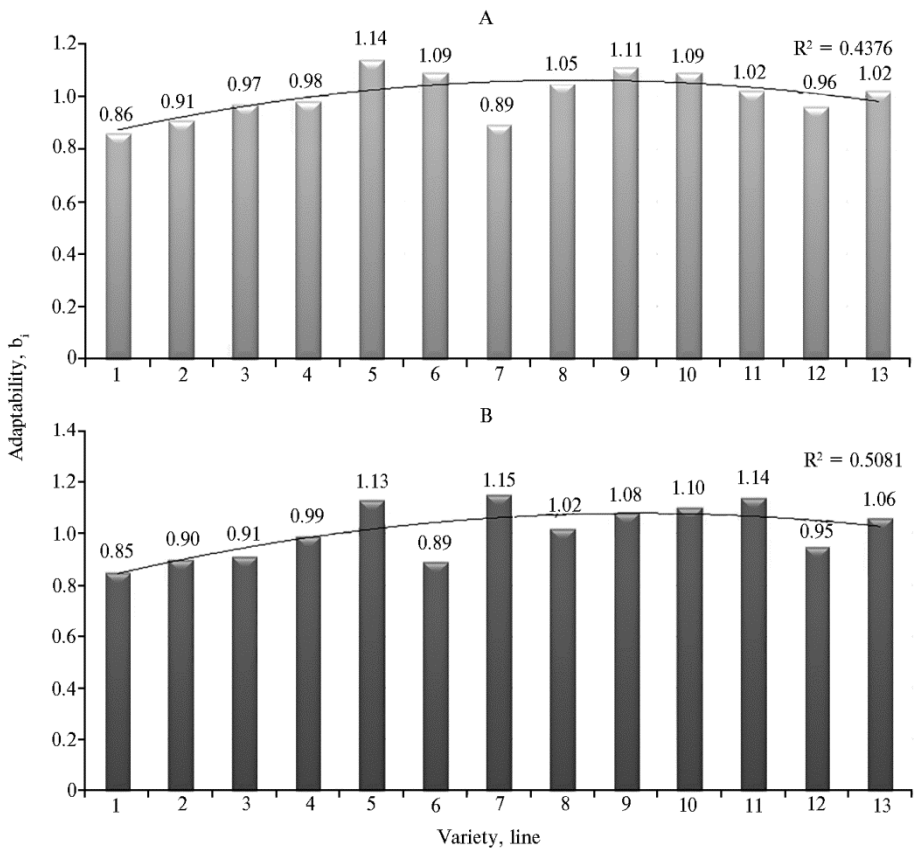 A
R² = 0.4376
1.2
1.0
0.8
0.6
0.4
0.2
0
0.86 0.91 0.97 0.98 1.14 1.09 0.89 1.05 1.11 1.09 1.02 0.96 1.02
1 2 3 4 5 6 7 8 9 10 11 12 13
Adaptability, bᵢ
B
R² = 0.5081
1.4
1.2
1.0
0.8
0.6
0.4
0.2
0
0.85 0.90 0.91 0.99 1.13 0.89 1.15 1.02 1.08 1.10 1.14 0.95 1.06
1 2 3 4 5 6 7 8 9 10 11 12 13
Variety, line